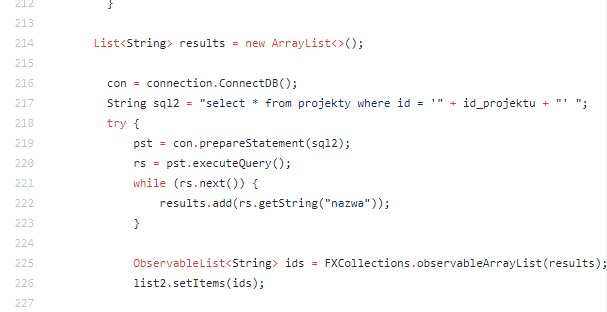 212 }
213
214 List<String> results = new ArrayList<>();
215
216 con = connection.ConnectDB();
217 String sql2 = "select * from projekty where id = '" + id_projektu + "' ";
218 try {
219 pst = con.prepareStatement(sql2);
220 rs = pst.executeQuery();
221 while (rs.next()) {
222 results.add(rs.getString("nazwa"));
223 }
224
225 ObservableList<String> ids = FXCollections.observableArrayList(results);
226 list2.setItems(ids);
227